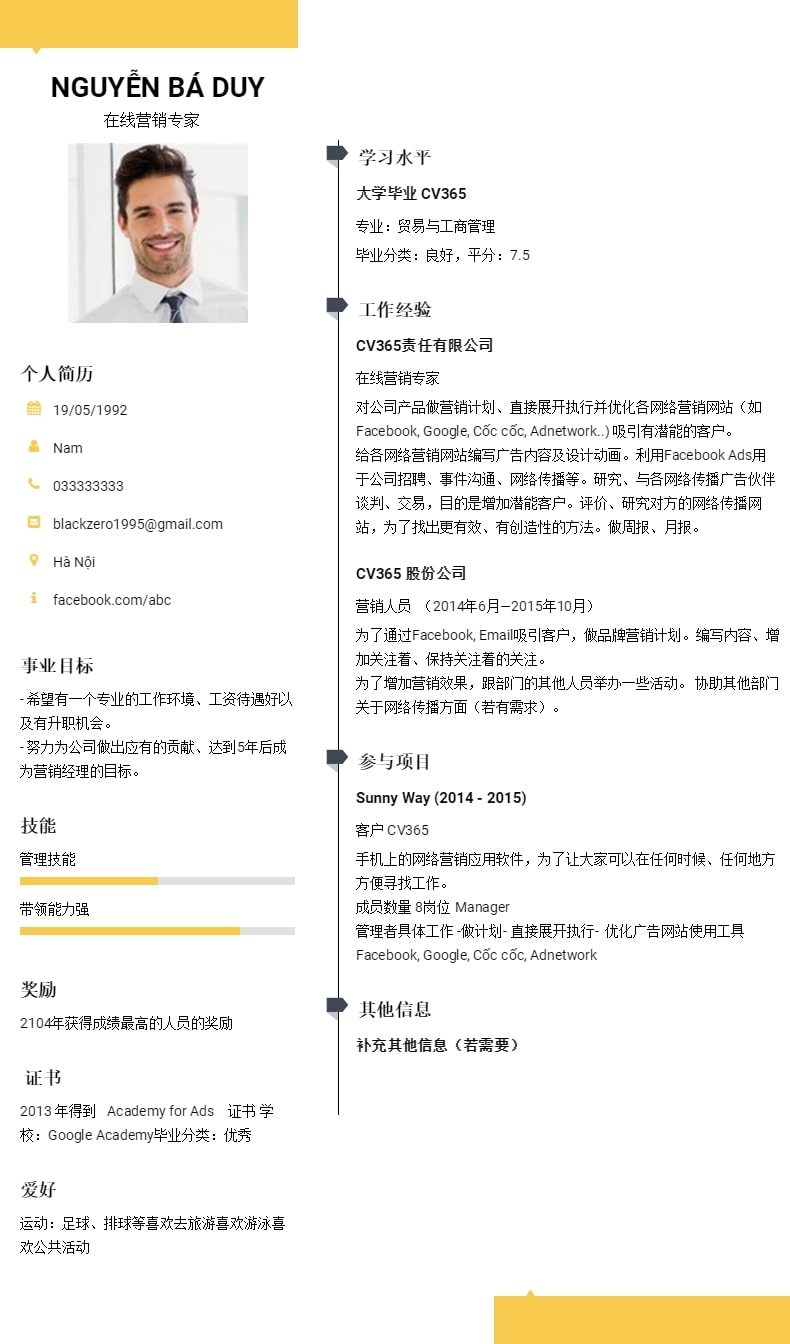 NGUYỄN BÁ DUY
在线营销专家
个人简历
19/05/1992
Nam
033333333
blackzero1995@gmail.com
Hà Nội
facebook.com/abc
事业目标
- 希望有一个专业的工作环境、工资待遇好以
及有升职机会。
- 努力为公司做出应有的贡献、达到5年后成
为营销经理的目标。
技能
管理技能
带领能力强
奖励
2104年获得成绩最高的人员的奖励
证书
2013 年得到 Academy for Ads 证书 学
校：Google Academy毕业分类：优秀
爱好
运动：足球、排球等喜欢去旅游喜欢游泳喜
欢公共活动
学习水平
大学毕业 CV365
专业：贸易与工商管理
毕业分类：良好，平分：7.5
工作经验
CV365责任有限公司
在线营销专家
对公司产品做营销计划、直接展开执行并优化各网络营销网站（如
Facebook, Google, Cốc cốc, Adnetwork..) 吸引有潜能的客户。
给各网络营销网站编写广告内容及设计动画。利用Facebook Ads用
于公司招聘、事件沟通、网络传播等。研究、与各网络传播广告伙伴
谈判、交易，目的是增加潜能客户。评价、研究对方的网络传播网
站，为了找出更有效、有创造性的方法。做周报、月报。
CV365 股份公司
营销人员 （2014年6月—2015年10月）
为了通过Facebook, Email吸引客户，做品牌营销计划。编写内容、增
加关注着、保持关注着的关注。
为了增加营销效果，跟部门的其他人员举办一些活动。 协助其他部门
关于网络传播方面（若有需求）。
参与项目
Sunny Way (2014 - 2015)
客户 CV365
手机上的网络营销应用软件，为了让大家可以在任何时候、任何地方
方便寻找工作。
成员数量 8岗位 Manager
管理者具体工作 -做计划- 直接展开执行- 优化广告网站使用工具
Facebook, Google, Cốc cốc, Adnetwork
其他信息
补充其他信息（若需要）